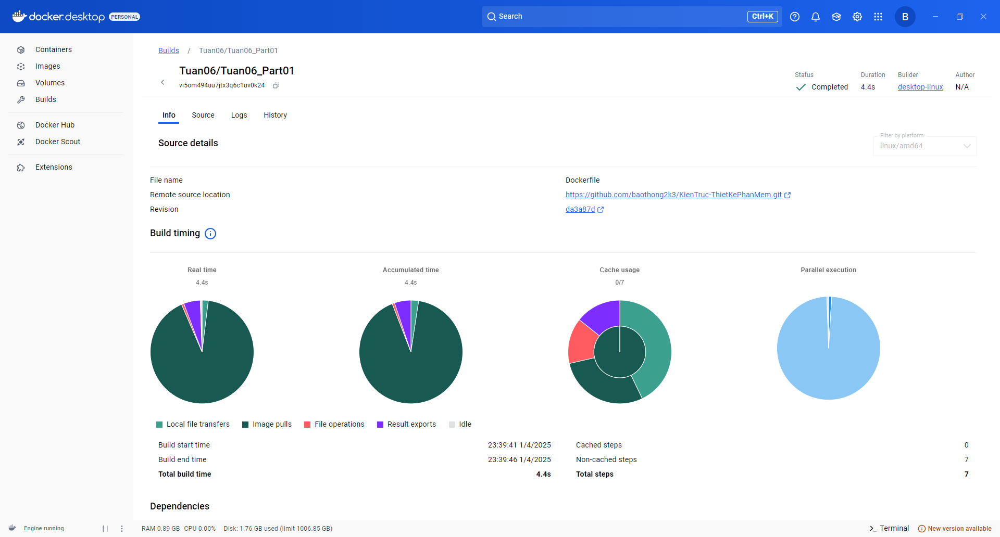 docker.desktop PERSONAL
Search Ctrl+K
B
Containers
Images
Volumes
Builds
Docker Hub
Docker Scout
Extensions
Builds / Tuan06/Tuan06_Part01
Tuan06/Tuan06_Part01
vi5om494uu7jtx3q6c1uv0k24
Status Duration Builder Author
Completed 4.4s desktop-linux N/A
Info Source Logs History
Source details
Filter by platform
linux/amd64
File name Dockerfile
Remote source location https://github.com/baothong2k3/KienTruc-ThietKePhanMem.git
Revision da3a87d
Build timing
Real time Accumulated time Cache usage Parallel execution
4.4s 4.4s 0/7
Local file transfers Image pulls File operations Result exports Idle
Build start time 23:39:41 1/4/2025 Cached steps 0
Build end time 23:39:46 1/4/2025 Non-cached steps 7
Total build time 4.4s Total steps 7
Dependencies
Engine running RAM 0.89 GB CPU 0.00% Disk: 1.76 GB used (limit 1006.85 GB) Terminal New version available